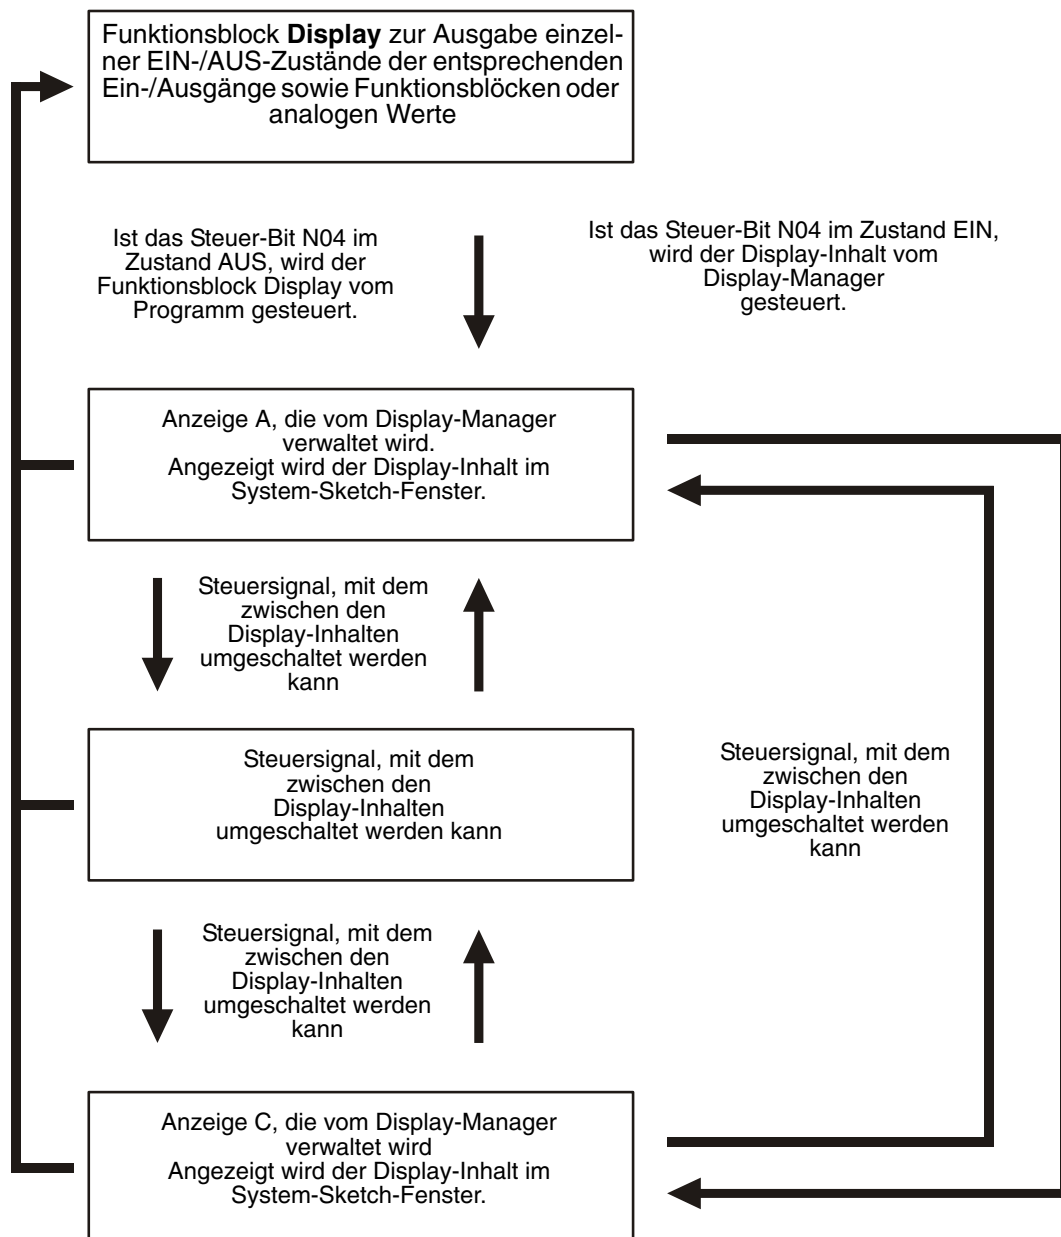 Funktionsblock Display zur Ausgabe einzel-
ner EIN-/AUS-Zustände der entsprechenden
Ein-/Ausgänge sowie Funktionsblöcken oder
analogen Werte
Ist das Steuer-Bit N04 im
Zustand AUS, wird der
Funktionsblock Display vom
Programm gesteuert.
Ist das Steuer-Bit N04 im Zustand EIN,
wird der Display-Inhalt vom
Display-Manager
gesteuert.
Anzeige A, die vom Display-Manager
verwaltet wird.
Angezeigt wird der Display-Inhalt im
System-Sketch-Fenster.
Steuersignal, mit dem
zwischen den
Display-Inhalten
umgeschaltet werden
kann
Steuersignal, mit dem
zwischen den
Display-Inhalten
umgeschaltet werden kann
Steuersignal, mit dem
zwischen den
Display-Inhalten
umgeschaltet werden
kann
Steuersignal, mit dem
zwischen den
Display-Inhalten
umgeschaltet werden
kann
Anzeige C, die vom Display-Manager
verwaltet wird
Angezeigt wird der Display-Inhalt im
System-Sketch-Fenster.